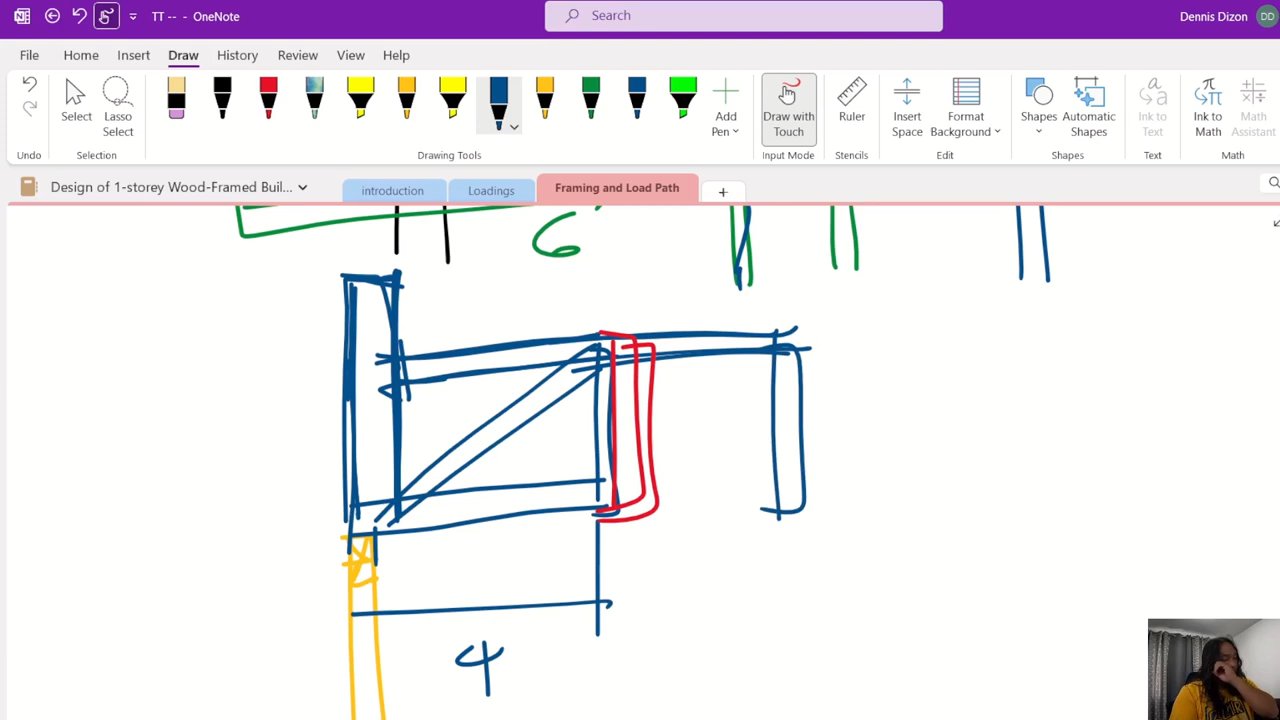 TT -- - OneNote
Search
Dennis Dizon
DD
File Home Insert Draw History Review View Help
Undo
Select
Lasso Select
Selection
Drawing Tools
Add Pen
Draw with Touch
Input Mode
Ruler
Stencils
Insert Space
Format Background
Edit
Shapes
Automatic Shapes
Shapes
Ink to Text
Text
Ink to Math
Math Assistant
Math
Design of 1-storey Wood-Framed Buil...
introduction
Loadings
Framing and Load Path
+
6'
4